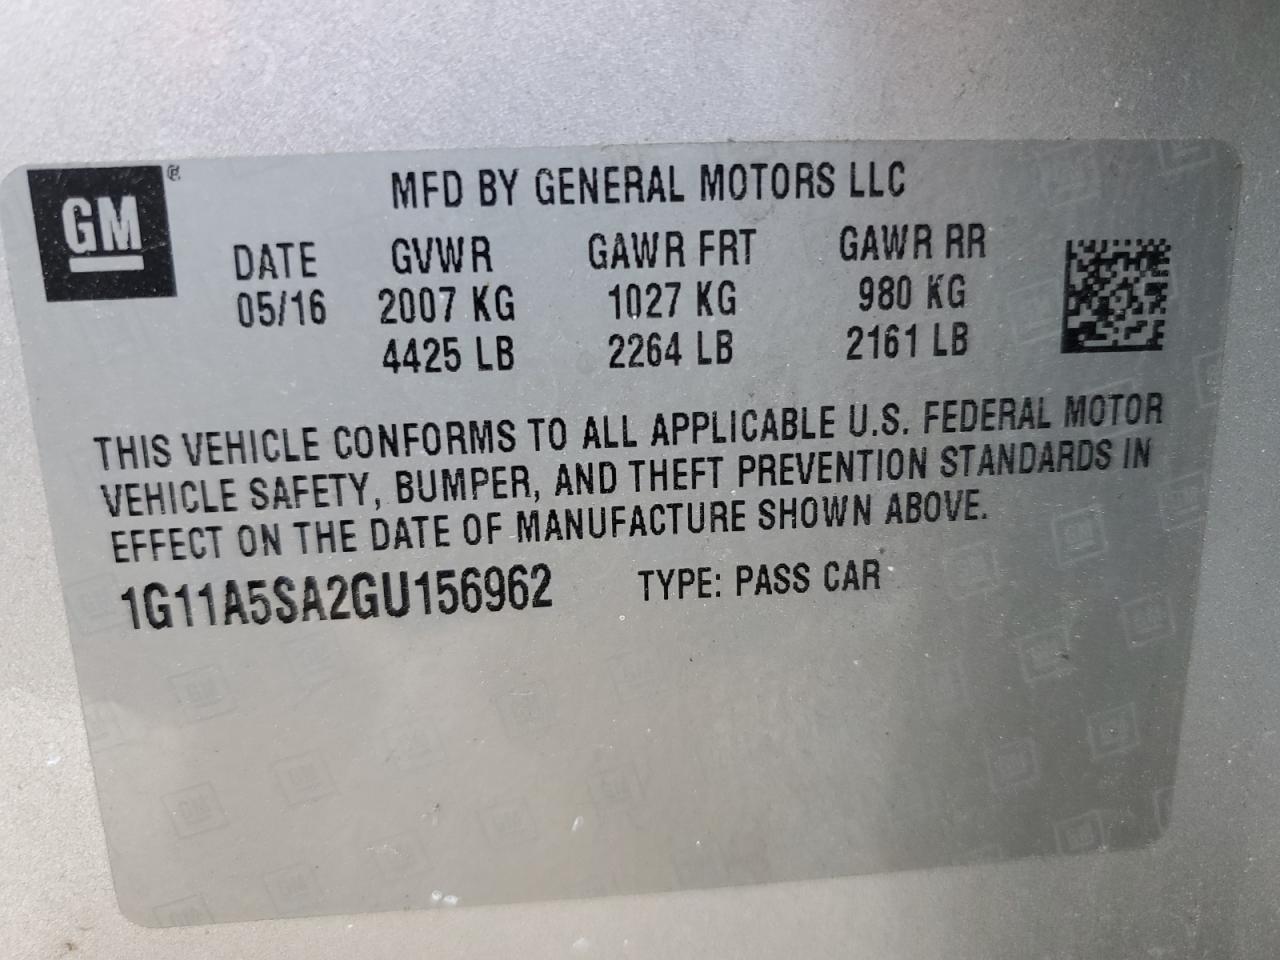 GM®
MFD BY GENERAL MOTORS LLC
DATE GVWR GAWR FRT GAWR RR
05/16 2007 KG 1027 KG 980 KG
4425 LB 2264 LB 2161 LB
THIS VEHICLE CONFORMS TO ALL APPLICABLE U.S. FEDERAL MOTOR
VEHICLE SAFETY, BUMPER, AND THEFT PREVENTION STANDARDS IN
EFFECT ON THE DATE OF MANUFACTURE SHOWN ABOVE.
1G11A5SA2GU156962 TYPE: PASS CAR